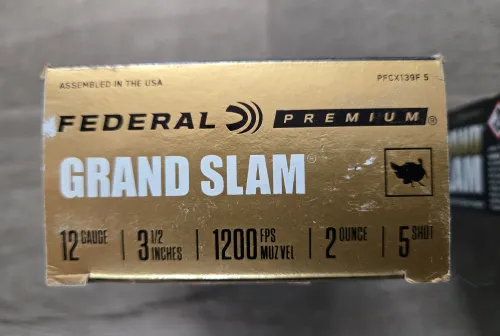 ASSEMBLED IN THE USA
PFCX139F 5
FEDERAL PREMIUM®
GRAND SLAM®
12 GAUGE | 3 1/2 INCHES | 1200 FPS MUZ VEL | 2 OUNCE | 5 SHOT
SLAM